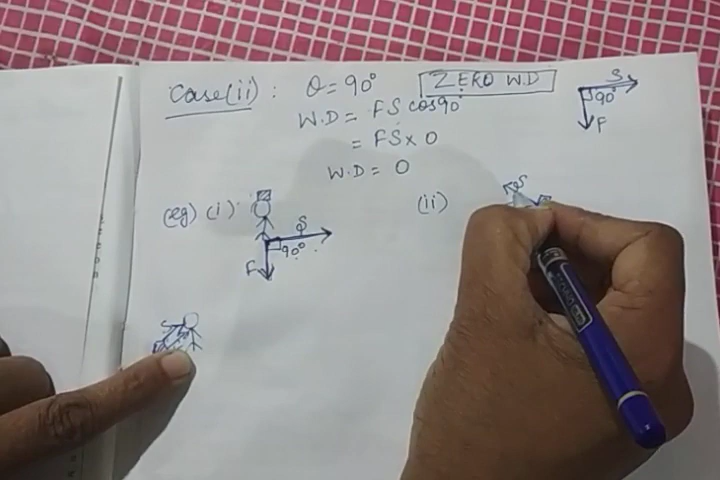 Case(ii) : θ = 90° ZERO W.D
W.D = FS cos90°
= FS × 0
W.D = 0
S
90°
F
(eg) (i)
S
90°
F
(ii)
S
S